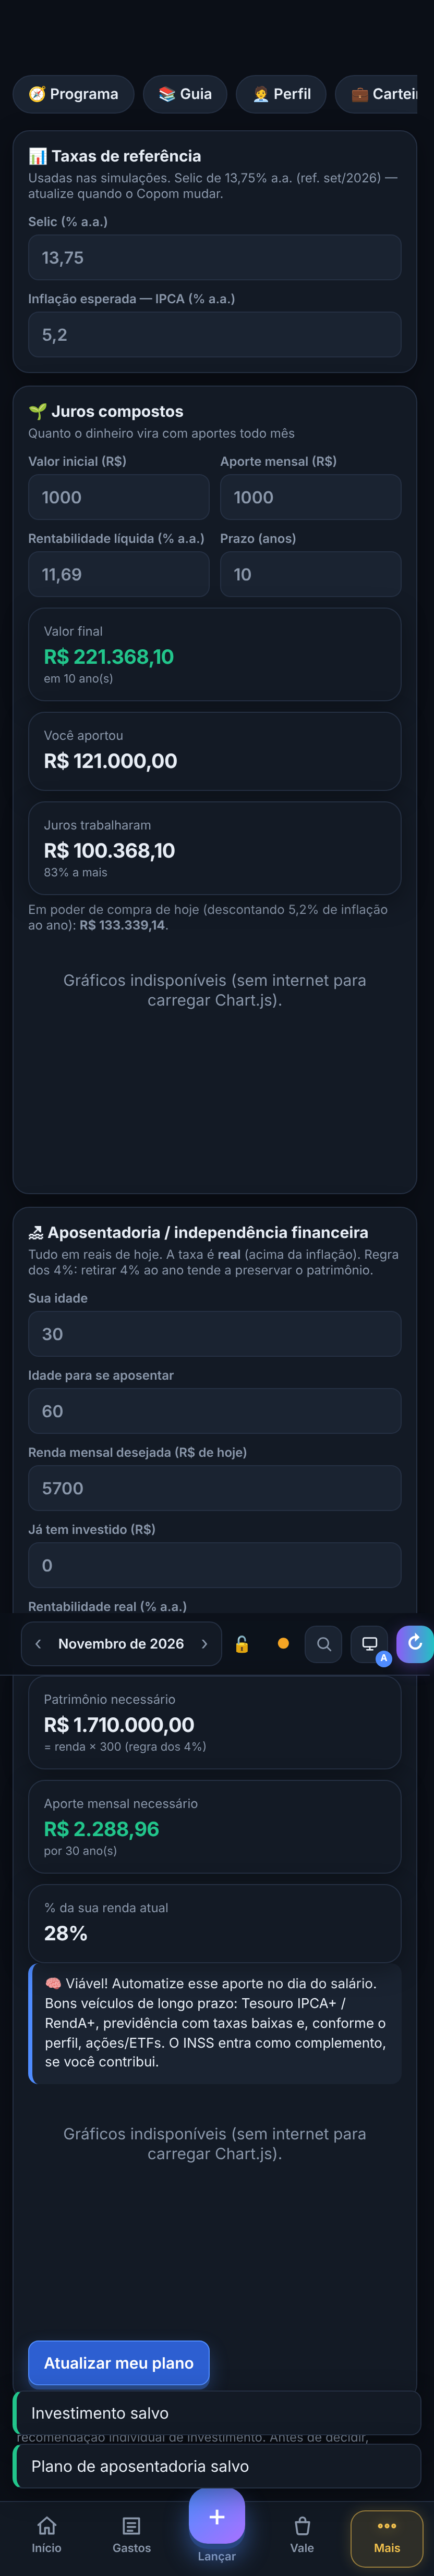 🧭 Programa 📚 Guia 🧑‍💼 Perfil 💼 Carteir
📊 Taxas de referência
Usadas nas simulações. Selic de 13,75% a.a. (ref. set/2026) —
atualize quando o Copom mudar.
Selic (% a.a.)
13,75
Inflação esperada — IPCA (% a.a.)
5,2
🌱 Juros compostos
Quanto o dinheiro vira com aportes todo mês
Valor inicial (R$) Aporte mensal (R$)
1000 1000
Rentabilidade líquida (% a.a.) Prazo (anos)
11,69 10
Valor final
R$ 221.368,10
em 10 ano(s)
Você aportou
R$ 121.000,00
Juros trabalharam
R$ 100.368,10
83% a mais
Em poder de compra de hoje (descontando 5,2% de inflação
ao ano): R$ 133.339,14.
Gráficos indisponíveis (sem internet para
carregar Chart.js).
🏖 Aposentadoria / independência financeira
Tudo em reais de hoje. A taxa é real (acima da inflação). Regra
dos 4%: retirar 4% ao ano tende a preservar o patrimônio.
Sua idade
30
Idade para se aposentar
60
Renda mensal desejada (R$ de hoje)
5700
Já tem investido (R$)
0
Rentabilidade real (% a.a.)
‹ Novembro de 2026 › 🔓 A
Patrimônio necessário
R$ 1.710.000,00
= renda × 300 (regra dos 4%)
Aporte mensal necessário
R$ 2.288,96
por 30 ano(s)
% da sua renda atual
28%
🧠 Viável! Automatize esse aporte no dia do salário.
Bons veículos de longo prazo: Tesouro IPCA+ /
RendA+, previdência com taxas baixas e, conforme o
perfil, ações/ETFs. O INSS entra como complemento,
se você contribui.
Gráficos indisponíveis (sem internet para
carregar Chart.js).
Atualizar meu plano
Investimento salvo
recomendação individual de investimento. Antes de decidir,
Plano de aposentadoria salvo
Início Gastos + Lançar Vale Mais